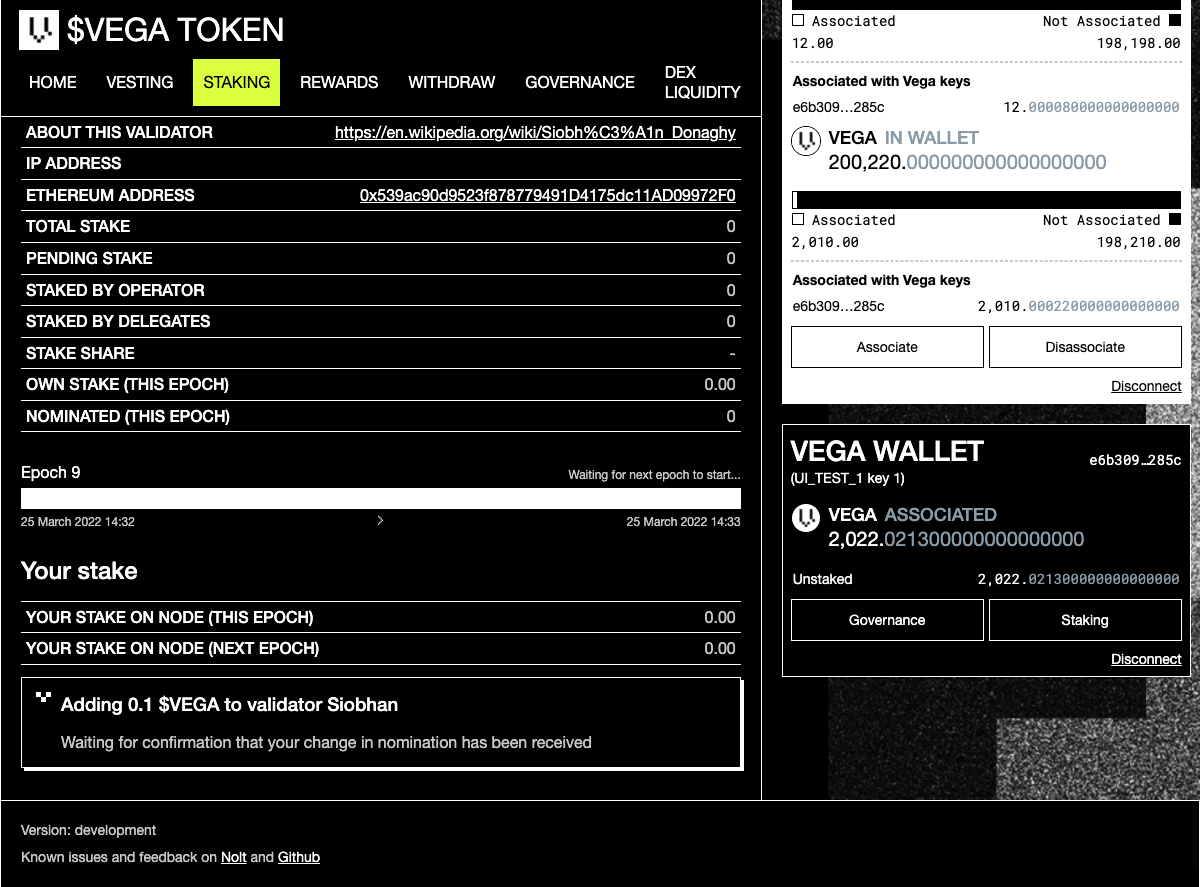 $VEGA TOKEN
HOME VESTING STAKING REWARDS WITHDRAW GOVERNANCE DEX LIQUIDITY
ABOUT THIS VALIDATOR https://en.wikipedia.org/wiki/Siobh%C3%A1n_Donaghy
IP ADDRESS
ETHEREUM ADDRESS 0x539ac90d9523f878779491D4175dc11AD09972F0
TOTAL STAKE 0
PENDING STAKE 0
STAKED BY OPERATOR 0
STAKED BY DELEGATES 0
STAKE SHARE -
OWN STAKE (THIS EPOCH) 0.00
NOMINATED (THIS EPOCH) 0
Epoch 9 Waiting for next epoch to start...
25 March 2022 14:32 25 March 2022 14:33
Your stake
YOUR STAKE ON NODE (THIS EPOCH) 0.00
YOUR STAKE ON NODE (NEXT EPOCH) 0.00
Adding 0.1 $VEGA to validator Siobhan
Waiting for confirmation that your change in nomination has been received
Associated Not Associated
12.00 198,198.00
Associated with Vega keys
e6b309…285c 12.000080000000000000
VEGA IN WALLET
200,220.000000000000000000
Associated Not Associated
2,010.00 198,210.00
Associated with Vega keys
e6b309…285c 2,010.000220000000000000
Associate Disassociate
Disconnect
VEGA WALLET e6b309…285c
(UI_TEST_1 key 1)
VEGA ASSOCIATED
2,022.021300000000000000
Unstaked 2,022.021300000000000000
Governance Staking
Disconnect
Version: development
Known issues and feedback on Nolt and Github